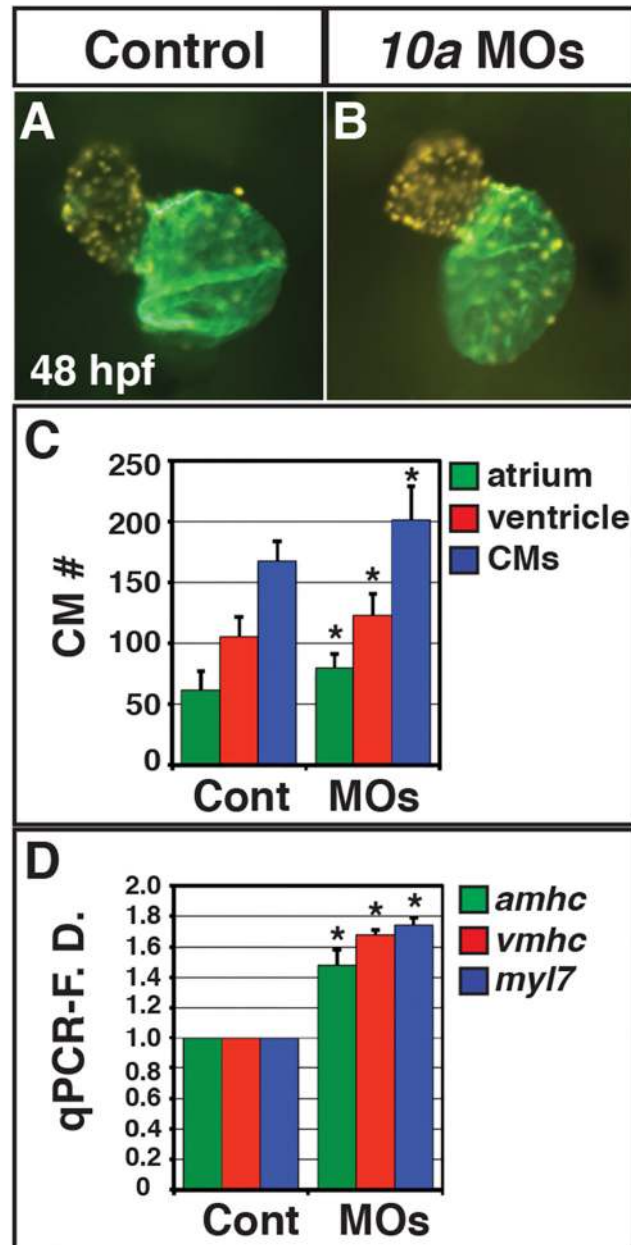 Control
10a MOs
A
B
48 hpf
C
250
200
150
100
50
0
CM #
*
*
*
atrium
ventricle
CMs
Cont
MOs
D
2.0
1.8
1.6
1.4
1.2
1.0
0.8
0.6
0.4
0.2
0
qPCR-F. D.
*
*
*
amhc
vmhc
myl7
Cont
MOs